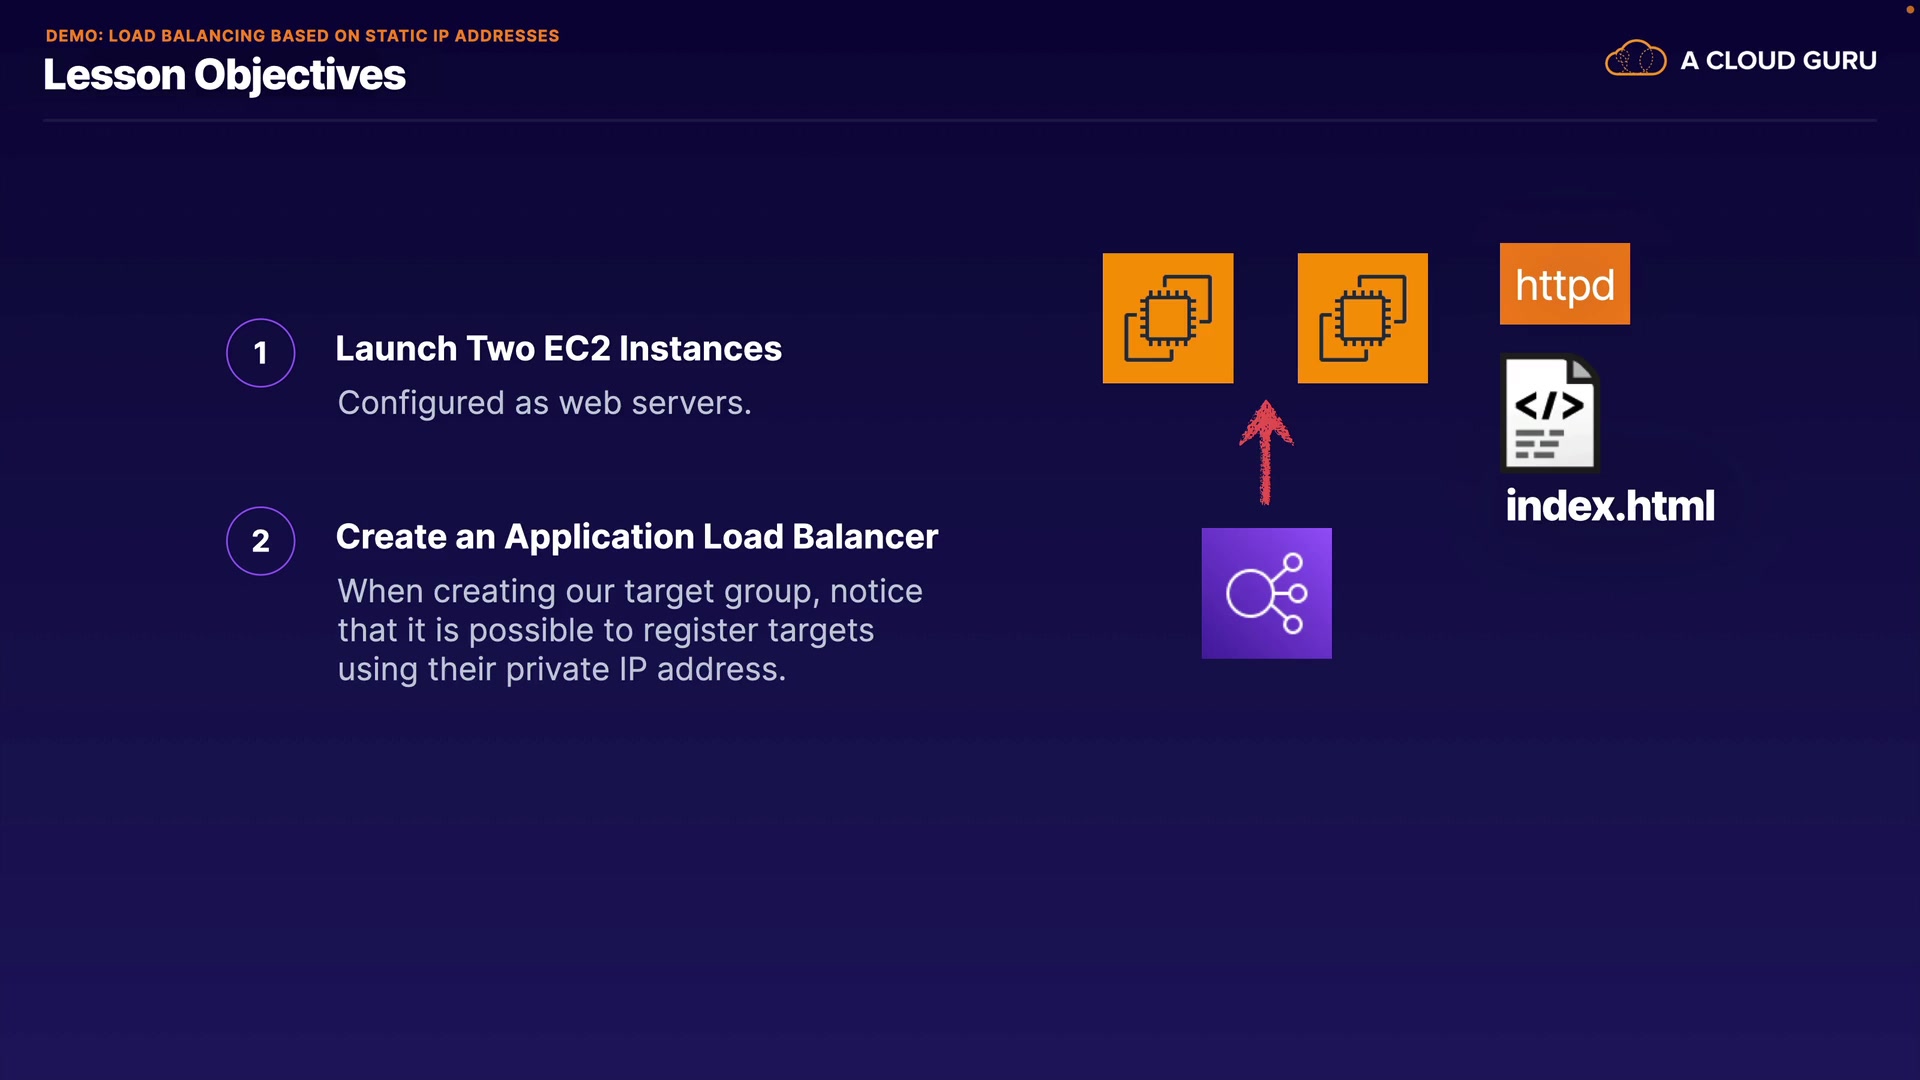 DEMO: LOAD BALANCING BASED ON STATIC IP ADDRESSES
Lesson Objectives
A CLOUD GURU
1
Launch Two EC2 Instances
Configured as web servers.
2
Create an Application Load Balancer
When creating our target group, notice
that it is possible to register targets
using their private IP address.
httpd
</>
index.html